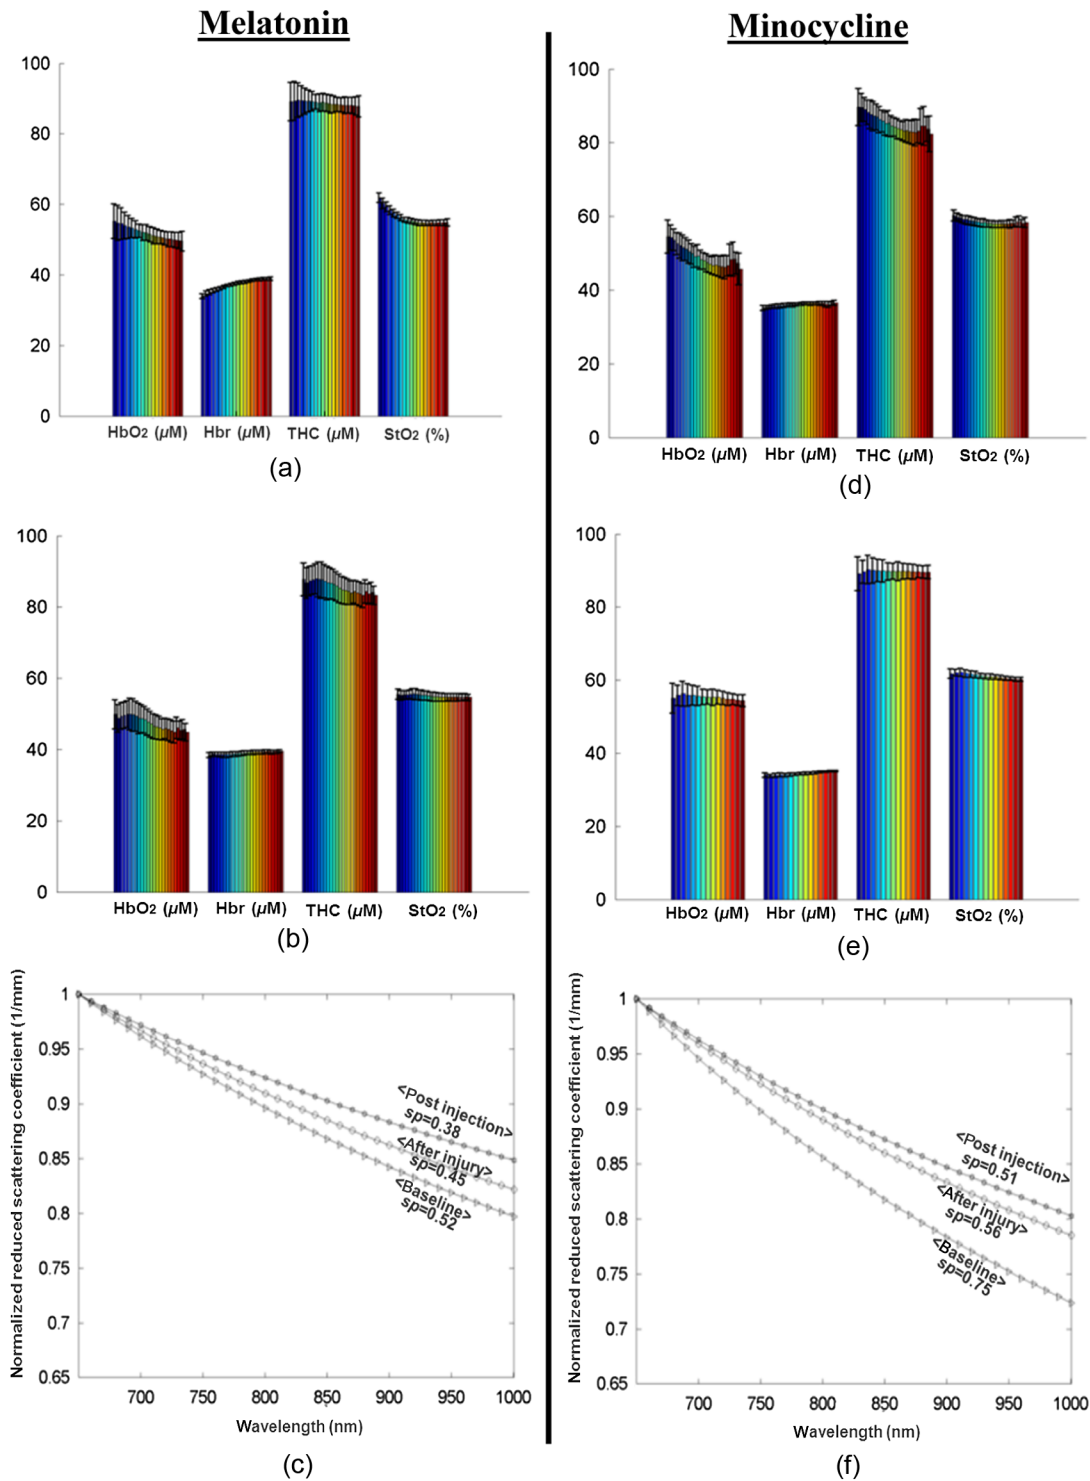 Melatonin
100
80
60
40
20
0
HbO2 (µM) Hbr (µM) THC (µM) StO2 (%)
(a)
100
80
60
40
20
0
HbO2 (µM) Hbr (µM) THC (µM) StO2 (%)
(b)
Normalized reduced scattering coefficient (1/mm)
1
0.95
0.9
0.85
0.8
0.75
0.7
0.65
<Post injection>
sp=0.38
<After injury>
sp=0.45
<Baseline>
sp=0.52
700 750 800 850 900 950 1000
Wavelength (nm)
(c)
Minocycline
100
80
60
40
20
0
HbO2 (µM) Hbr (µM) THC (µM) StO2 (%)
(d)
100
80
60
40
20
0
HbO2 (µM) Hbr (µM) THC (µM) StO2 (%)
(e)
Normalized reduced scattering coefficient (1/mm)
1
0.95
0.9
0.85
0.8
0.75
0.7
0.65
<Post injection>
sp=0.51
<After injury>
sp=0.56
<Baseline>
sp=0.75
700 750 800 850 900 950 1000
Wavelength (nm)
(f)